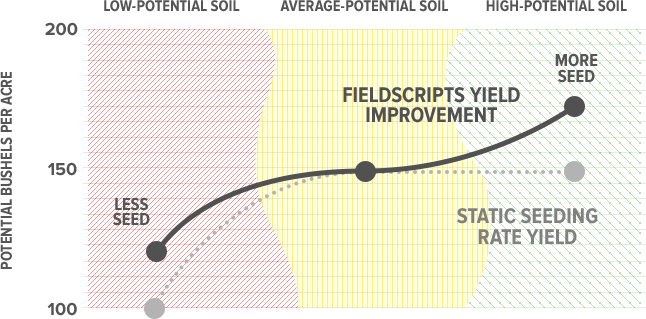 LOW-POTENTIAL SOIL
AVERAGE-POTENTIAL SOIL
HIGH-POTENTIAL SOIL
200
MORE
SEED
FIELDSCRIPTS YIELD
IMPROVEMENT
POTENTIAL BUSHELS PER ACRE
150
LESS
SEED
STATIC SEEDING
RATE YIELD
100